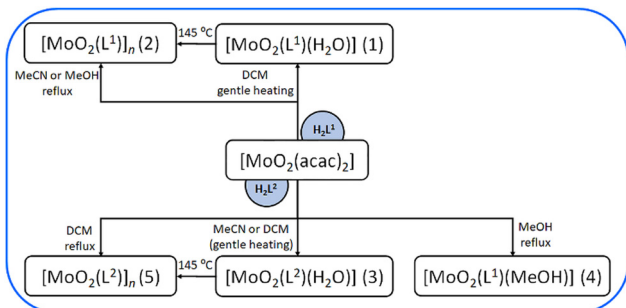 [MoO₂(L¹)]ₙ (2)
145 °C
[MoO₂(L¹)(H₂O)] (1)
MeCN or MeOH
reflux
DCM
gentle heating
H₂L¹
[MoO₂(acac)₂]
H₂L²
DCM
reflux
MeCN or DCM
(gentle heating)
MeOH
reflux
[MoO₂(L²)]ₙ (5)
145 °C
[MoO₂(L²)(H₂O)] (3)
[MoO₂(L¹)(MeOH)] (4)